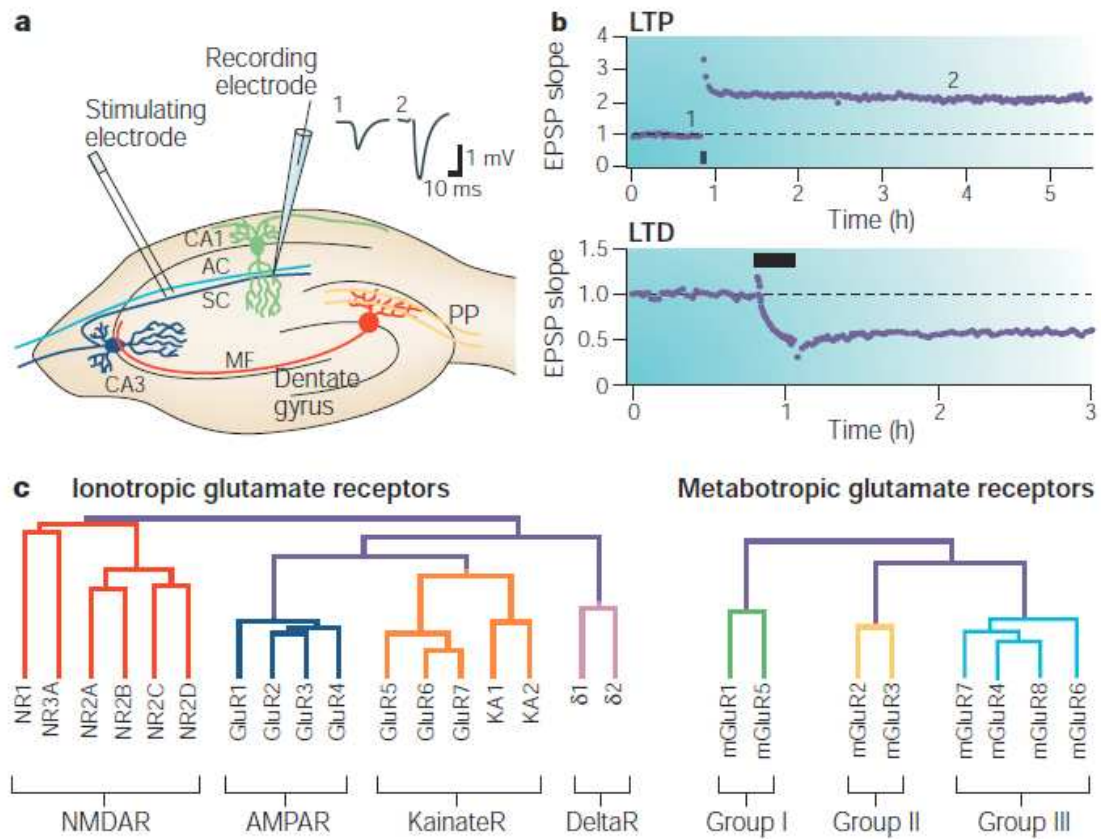 a
Recording
electrode
Stimulating
electrode
1
2
1 mV
10 ms
CA1
AC
SC
PP
MF
CA3
Dentate
gyrus
b
LTP
EPSP slope
4
3
2
1
0
1
2
0
1
2
3
4
5
Time (h)
LTD
EPSP slope
1.5
1.0
0.5
0
0
1
2
3
Time (h)
c
Ionotropic glutamate receptors
Metabotropic glutamate receptors
NR1
NR3A
NR2A
NR2B
NR2C
NR2D
GluR1
GluR2
GluR3
GluR4
GluR5
GluR6
GluR7
KA1
KA2
δ1
δ2
mGluR1
mGluR5
mGluR2
mGluR3
mGluR7
mGluR4
mGluR8
mGluR6
NMDAR
AMPAR
KainateR
DeltaR
Group I
Group II
Group III